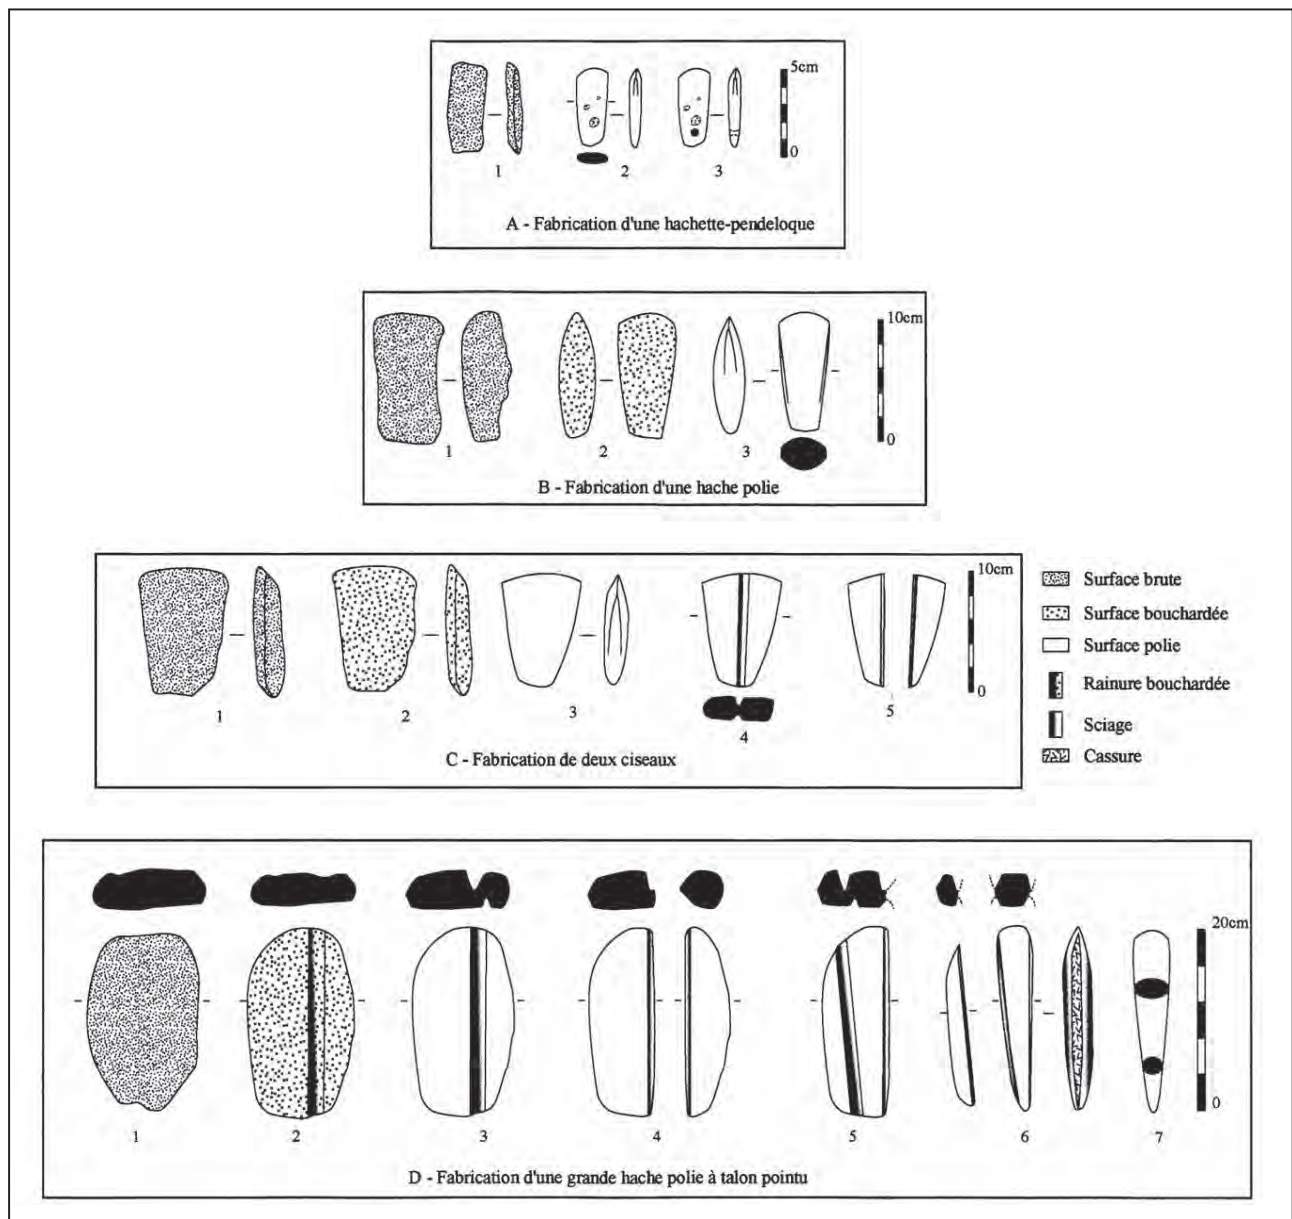 5cm
0
1
2
3
A - Fabrication d'une hachette-pendeloque
10cm
0
1
2
3
B - Fabrication d'une hache polie
10cm
0
1
2
3
4
5
C - Fabrication de deux ciseaux
Surface brute
Surface bouchardée
Surface polie
Rainure bouchardée
Sciage
Cassure
20cm
0
1
2
3
4
5
6
7
D - Fabrication d'une grande hache polie à talon pointu